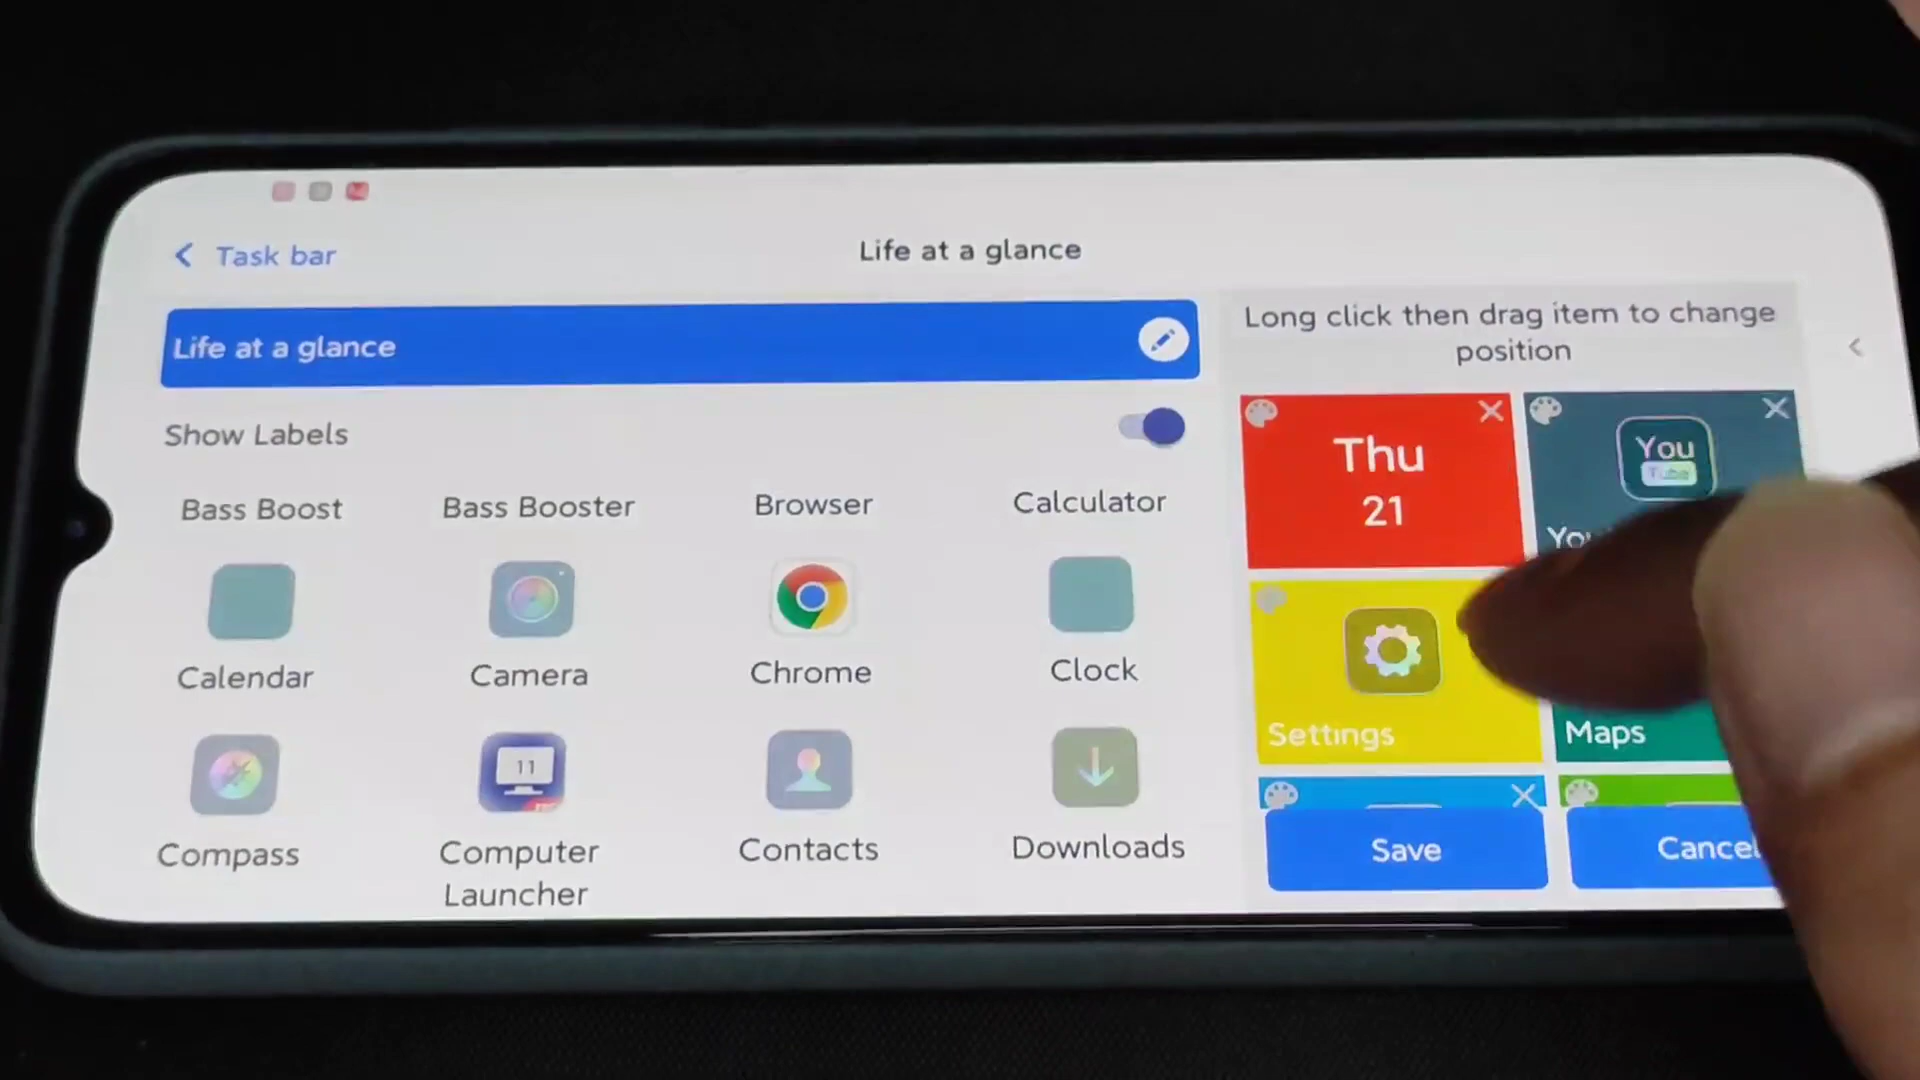 Task bar
Life at a glance
Life at a glance
Show Labels
Bass Boost
Bass Booster
Browser
Calculator
Calendar
Camera
Chrome
Clock
11
Compass
Computer
Launcher
Contacts
Downloads
Long click then drag item to change
position
Thu
21
You
Tube
Settings
Maps
Save
Cancel